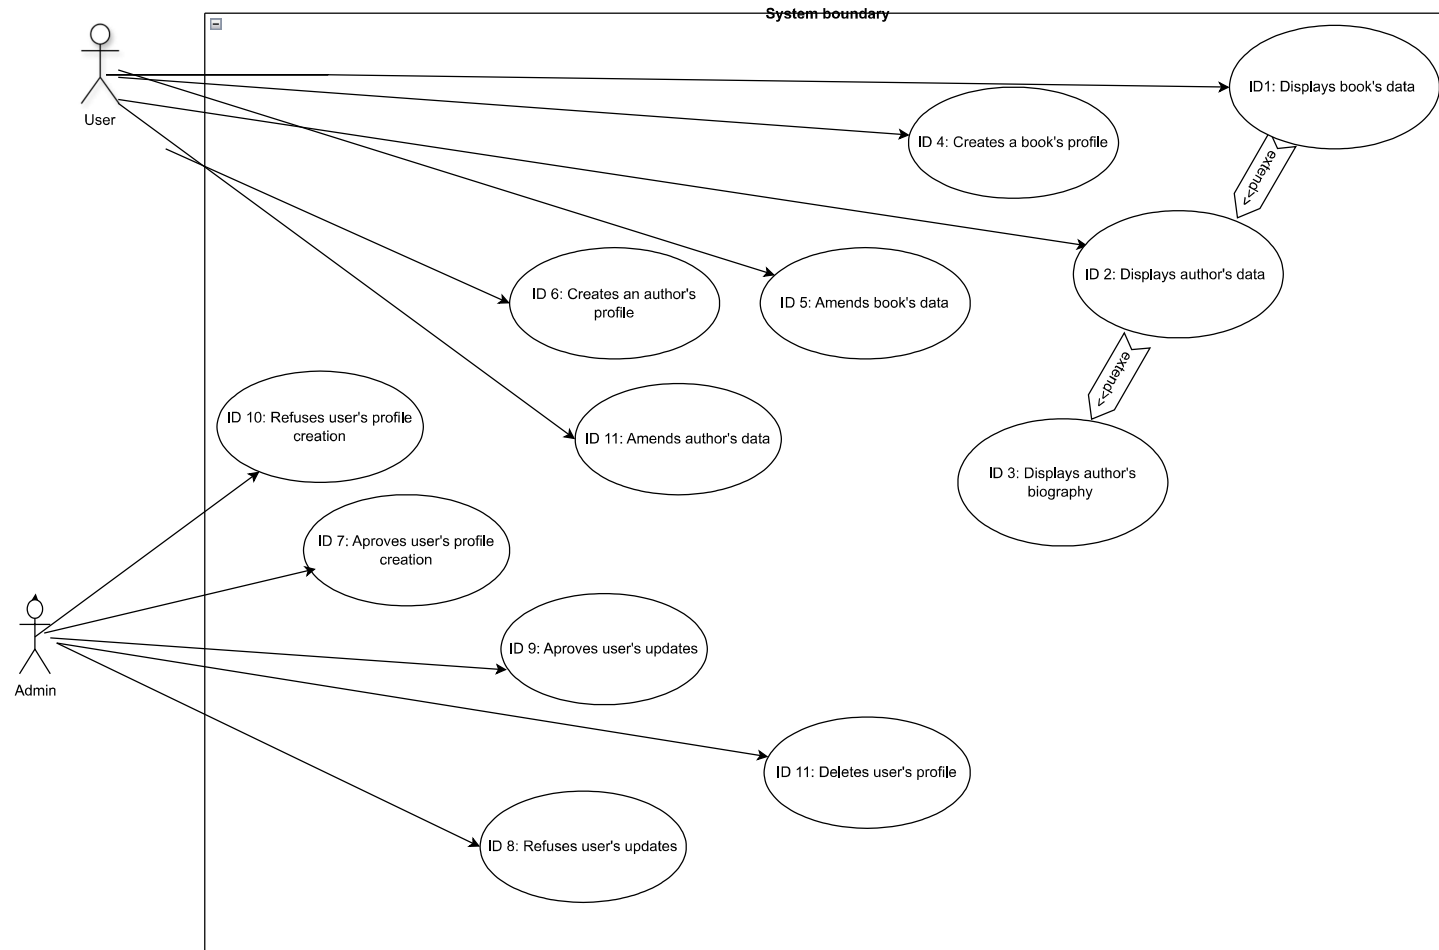 System boundary
User
ID1: Displays book's data
ID 4: Creates a book's profile
extend>>
ID 2: Displays author's data
ID 6: Creates an author's
profile
ID 5: Amends book's data
extend>>
ID 10: Refuses user's profile
creation
ID 11: Amends author's data
ID 3: Displays author's
biography
ID 7: Aproves user's profile
creation
ID 9: Aproves user's updates
Admin
ID 11: Deletes user's profile
ID 8: Refuses user's updates